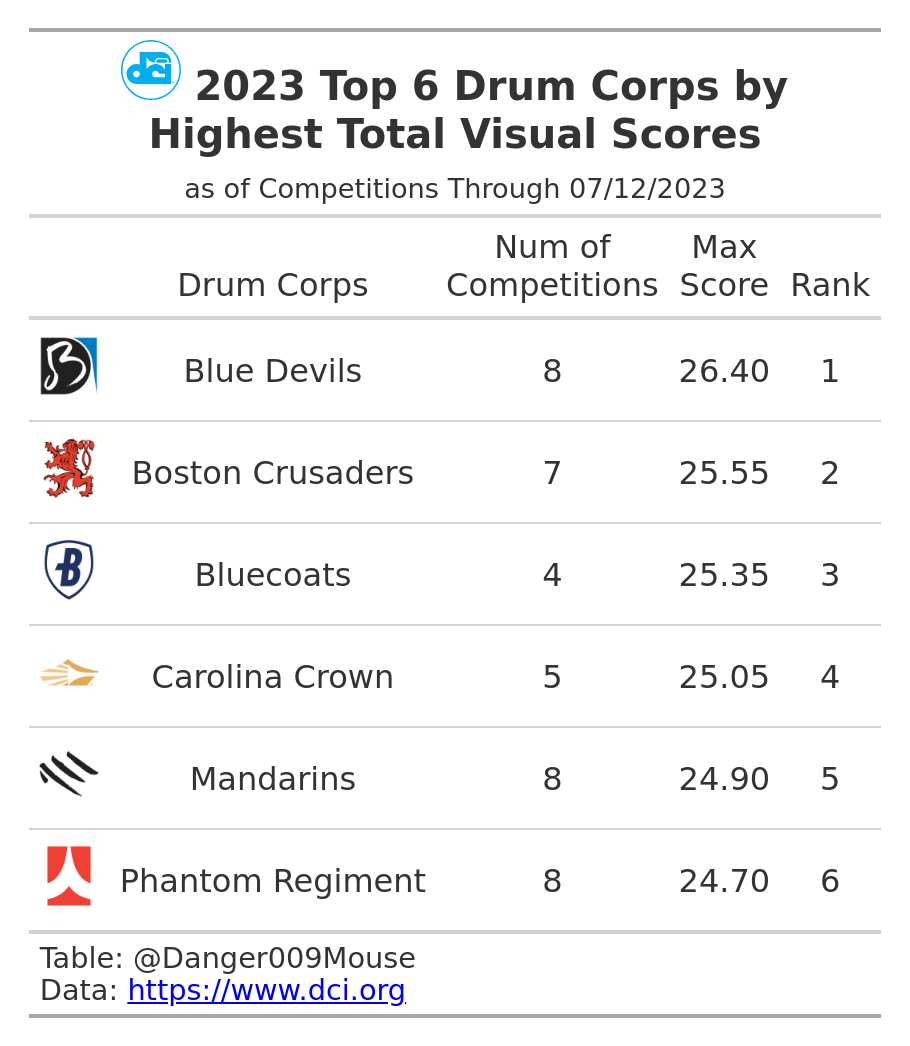 2023 Top 6 Drum Corps by
Highest Total Visual Scores
as of Competitions Through 07/12/2023
Drum Corps Num of Competitions Max Score Rank
Blue Devils 8 26.40 1
Boston Crusaders 7 25.55 2
Bluecoats 4 25.35 3
Carolina Crown 5 25.05 4
Mandarins 8 24.90 5
Phantom Regiment 8 24.70 6
Table: @Danger009Mouse
Data: https://www.dci.org